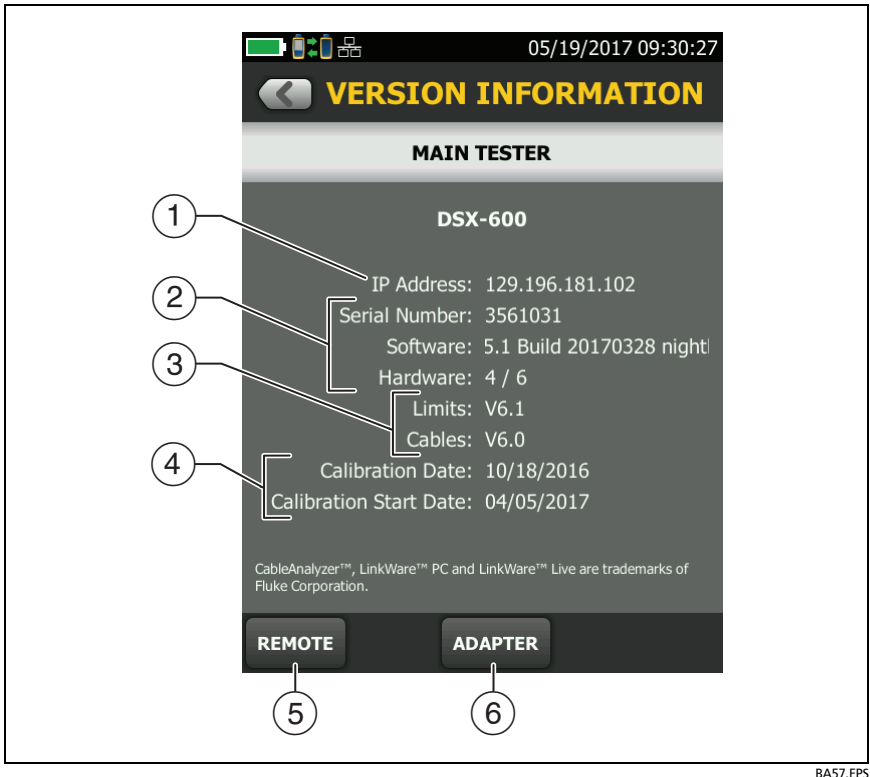 05/19/2017 09:30:27
VERSION INFORMATION
MAIN TESTER
DSX-600
1
IP Address: 129.196.181.102
2
Serial Number: 3561031
Software: 5.1 Build 20170328 nightl
3
Hardware: 4 / 6
Limits: V6.1
Cables: V6.0
4
Calibration Date: 10/18/2016
Calibration Start Date: 04/05/2017
CableAnalyzer™, LinkWare™ PC and LinkWare™ Live are trademarks of
Fluke Corporation.
REMOTE ADAPTER
5 6
BA57.EPS